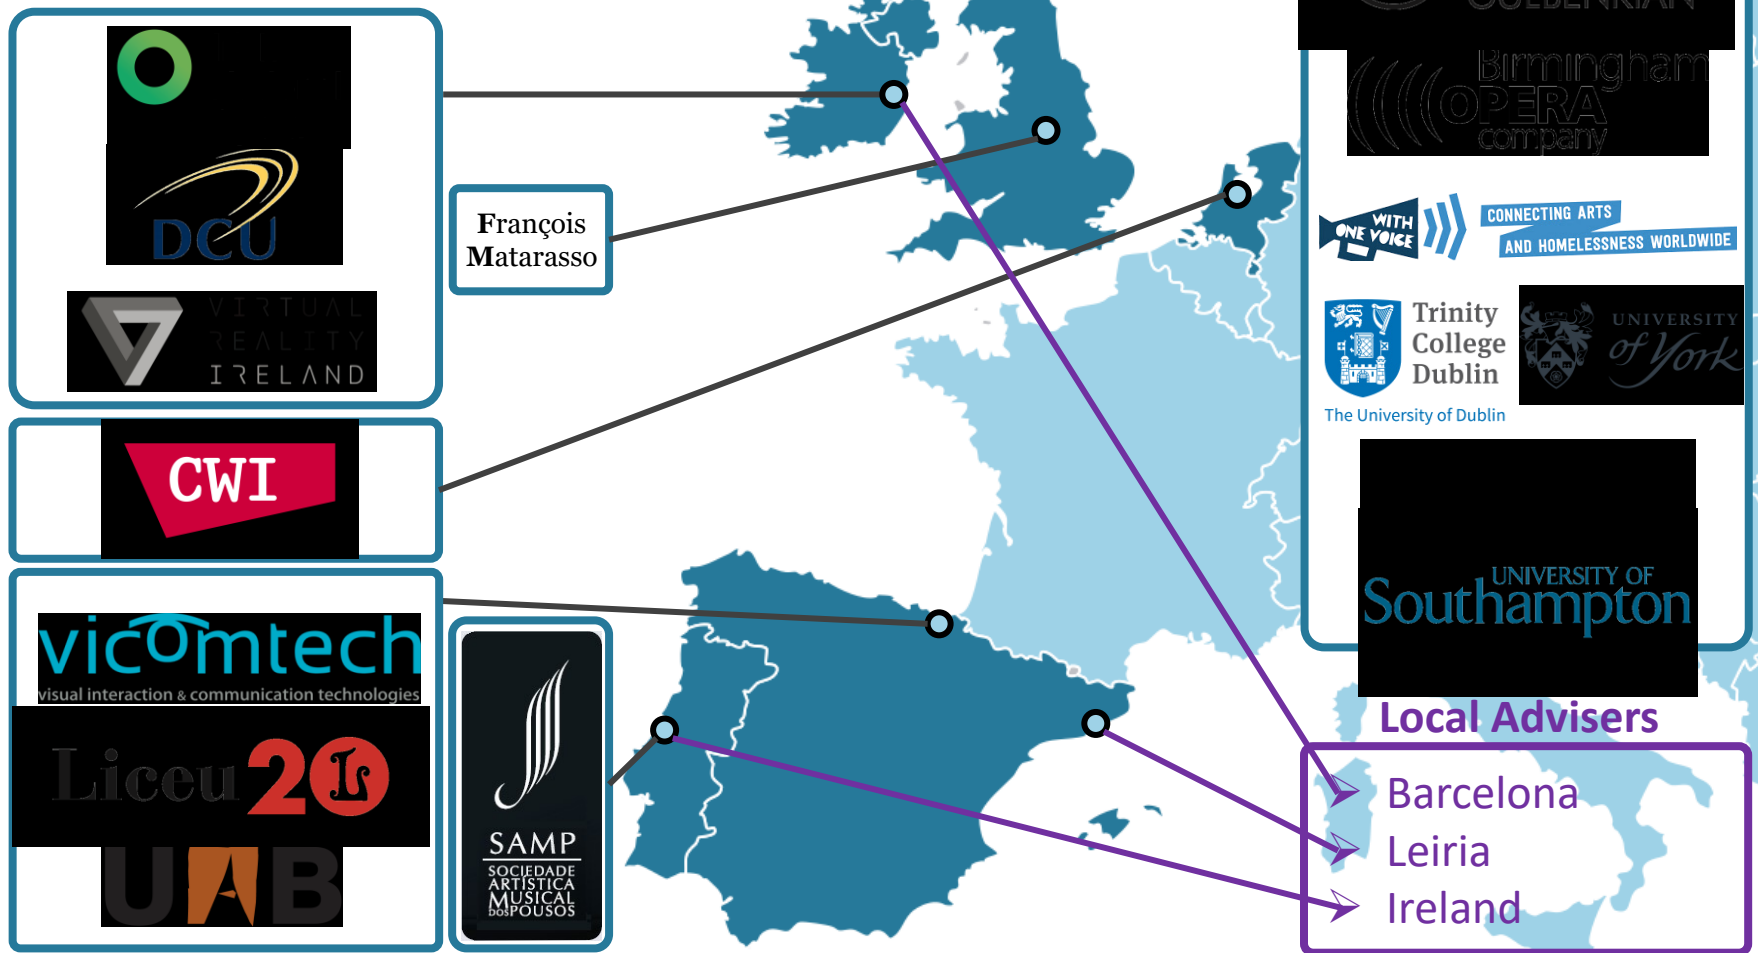 DCU
VIRTUAL
REALITY
IRELAND
François
Matarasso
CWI
vicomtech
visual interaction & communication technologies
Liceu20
UAB
SAMP
SOCIEDADE
ARTÍSTICA
MUSICAL
DOS POUSOS
GULBENKIAN
Birmingham
OPERA
company
WITH
ONE VOICE
CONNECTING ARTS
AND HOMELESSNESS WORLDWIDE
Trinity
College
Dublin
The University of Dublin
UNIVERSITY
of York
UNIVERSITY OF
Southampton
Local Advisers
Barcelona
Leiria
Ireland